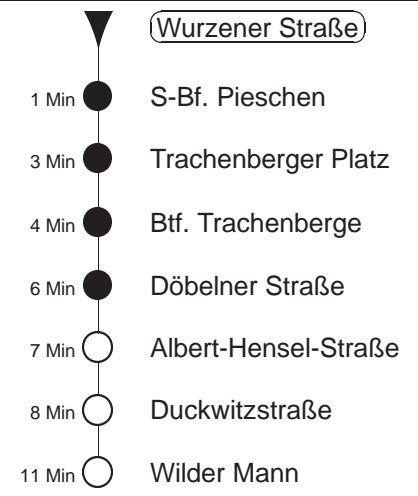 Wurzener Straße
1 Min S-Bf. Pieschen
3 Min Trachenberger Platz
4 Min Btf. Trachenberge
6 Min Döbelner Straße
7 Min Albert-Hensel-Straße
8 Min Duckwitzstraße
11 Min Wilder Mann